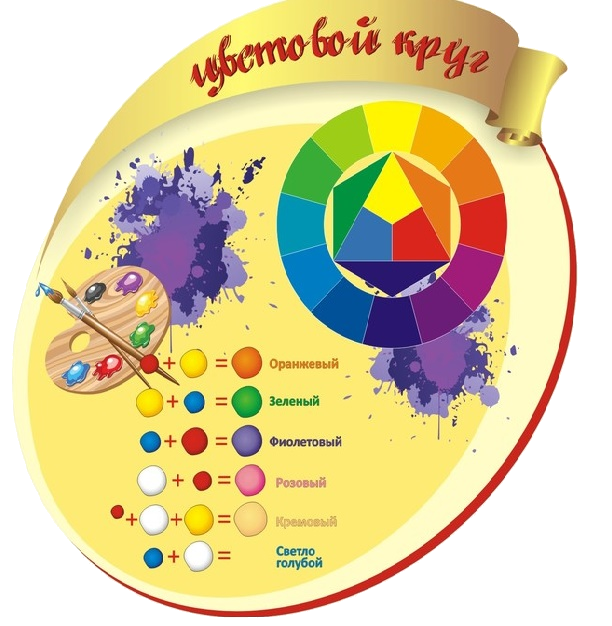 цветовой круг
+ = Оранжевый
+ = Зеленый
+ = Фиолетовый
+ = Розовый
+ + = Кремовый
+ = Светло
голубой